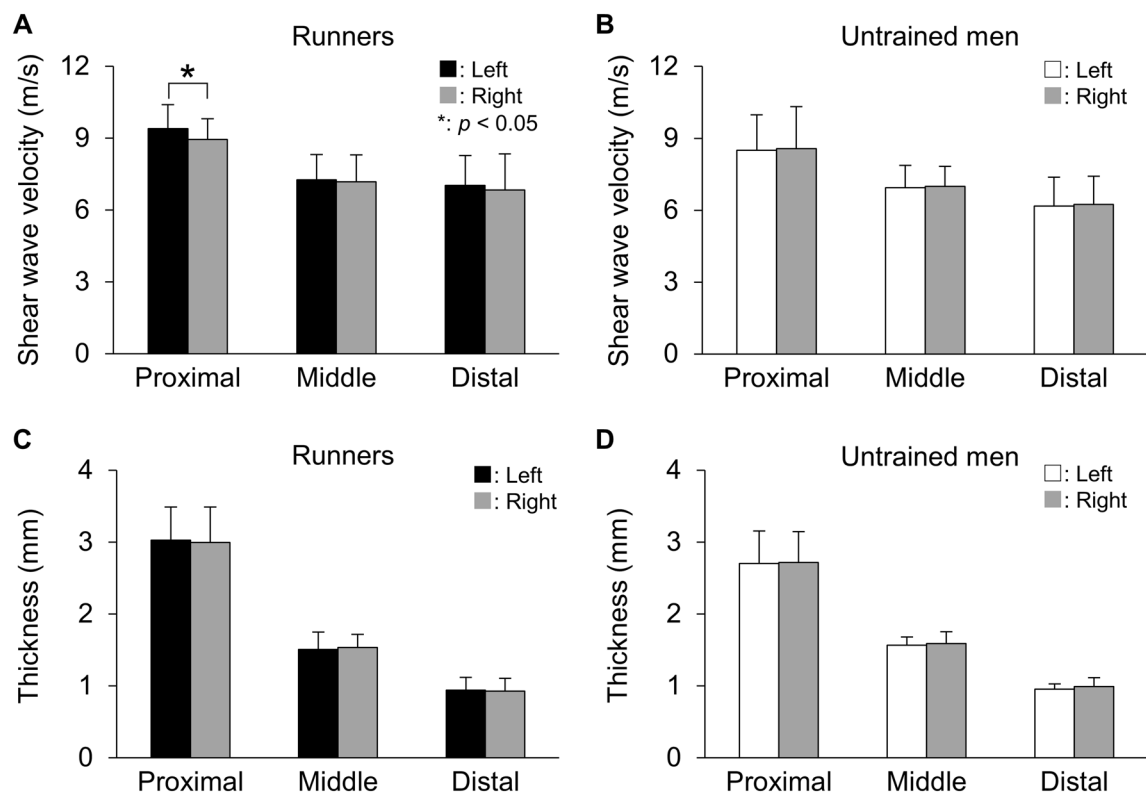 A
Runners
Shear wave velocity (m/s)
12
9
6
3
0
*
: Left
: Right
*: p < 0.05
Proximal
Middle
Distal
B
Untrained men
Shear wave velocity (m/s)
12
9
6
3
0
: Left
: Right
Proximal
Middle
Distal
C
Runners
Thickness (mm)
4
3
2
1
0
: Left
: Right
Proximal
Middle
Distal
D
Untrained men
Thickness (mm)
4
3
2
1
0
: Left
: Right
Proximal
Middle
Distal